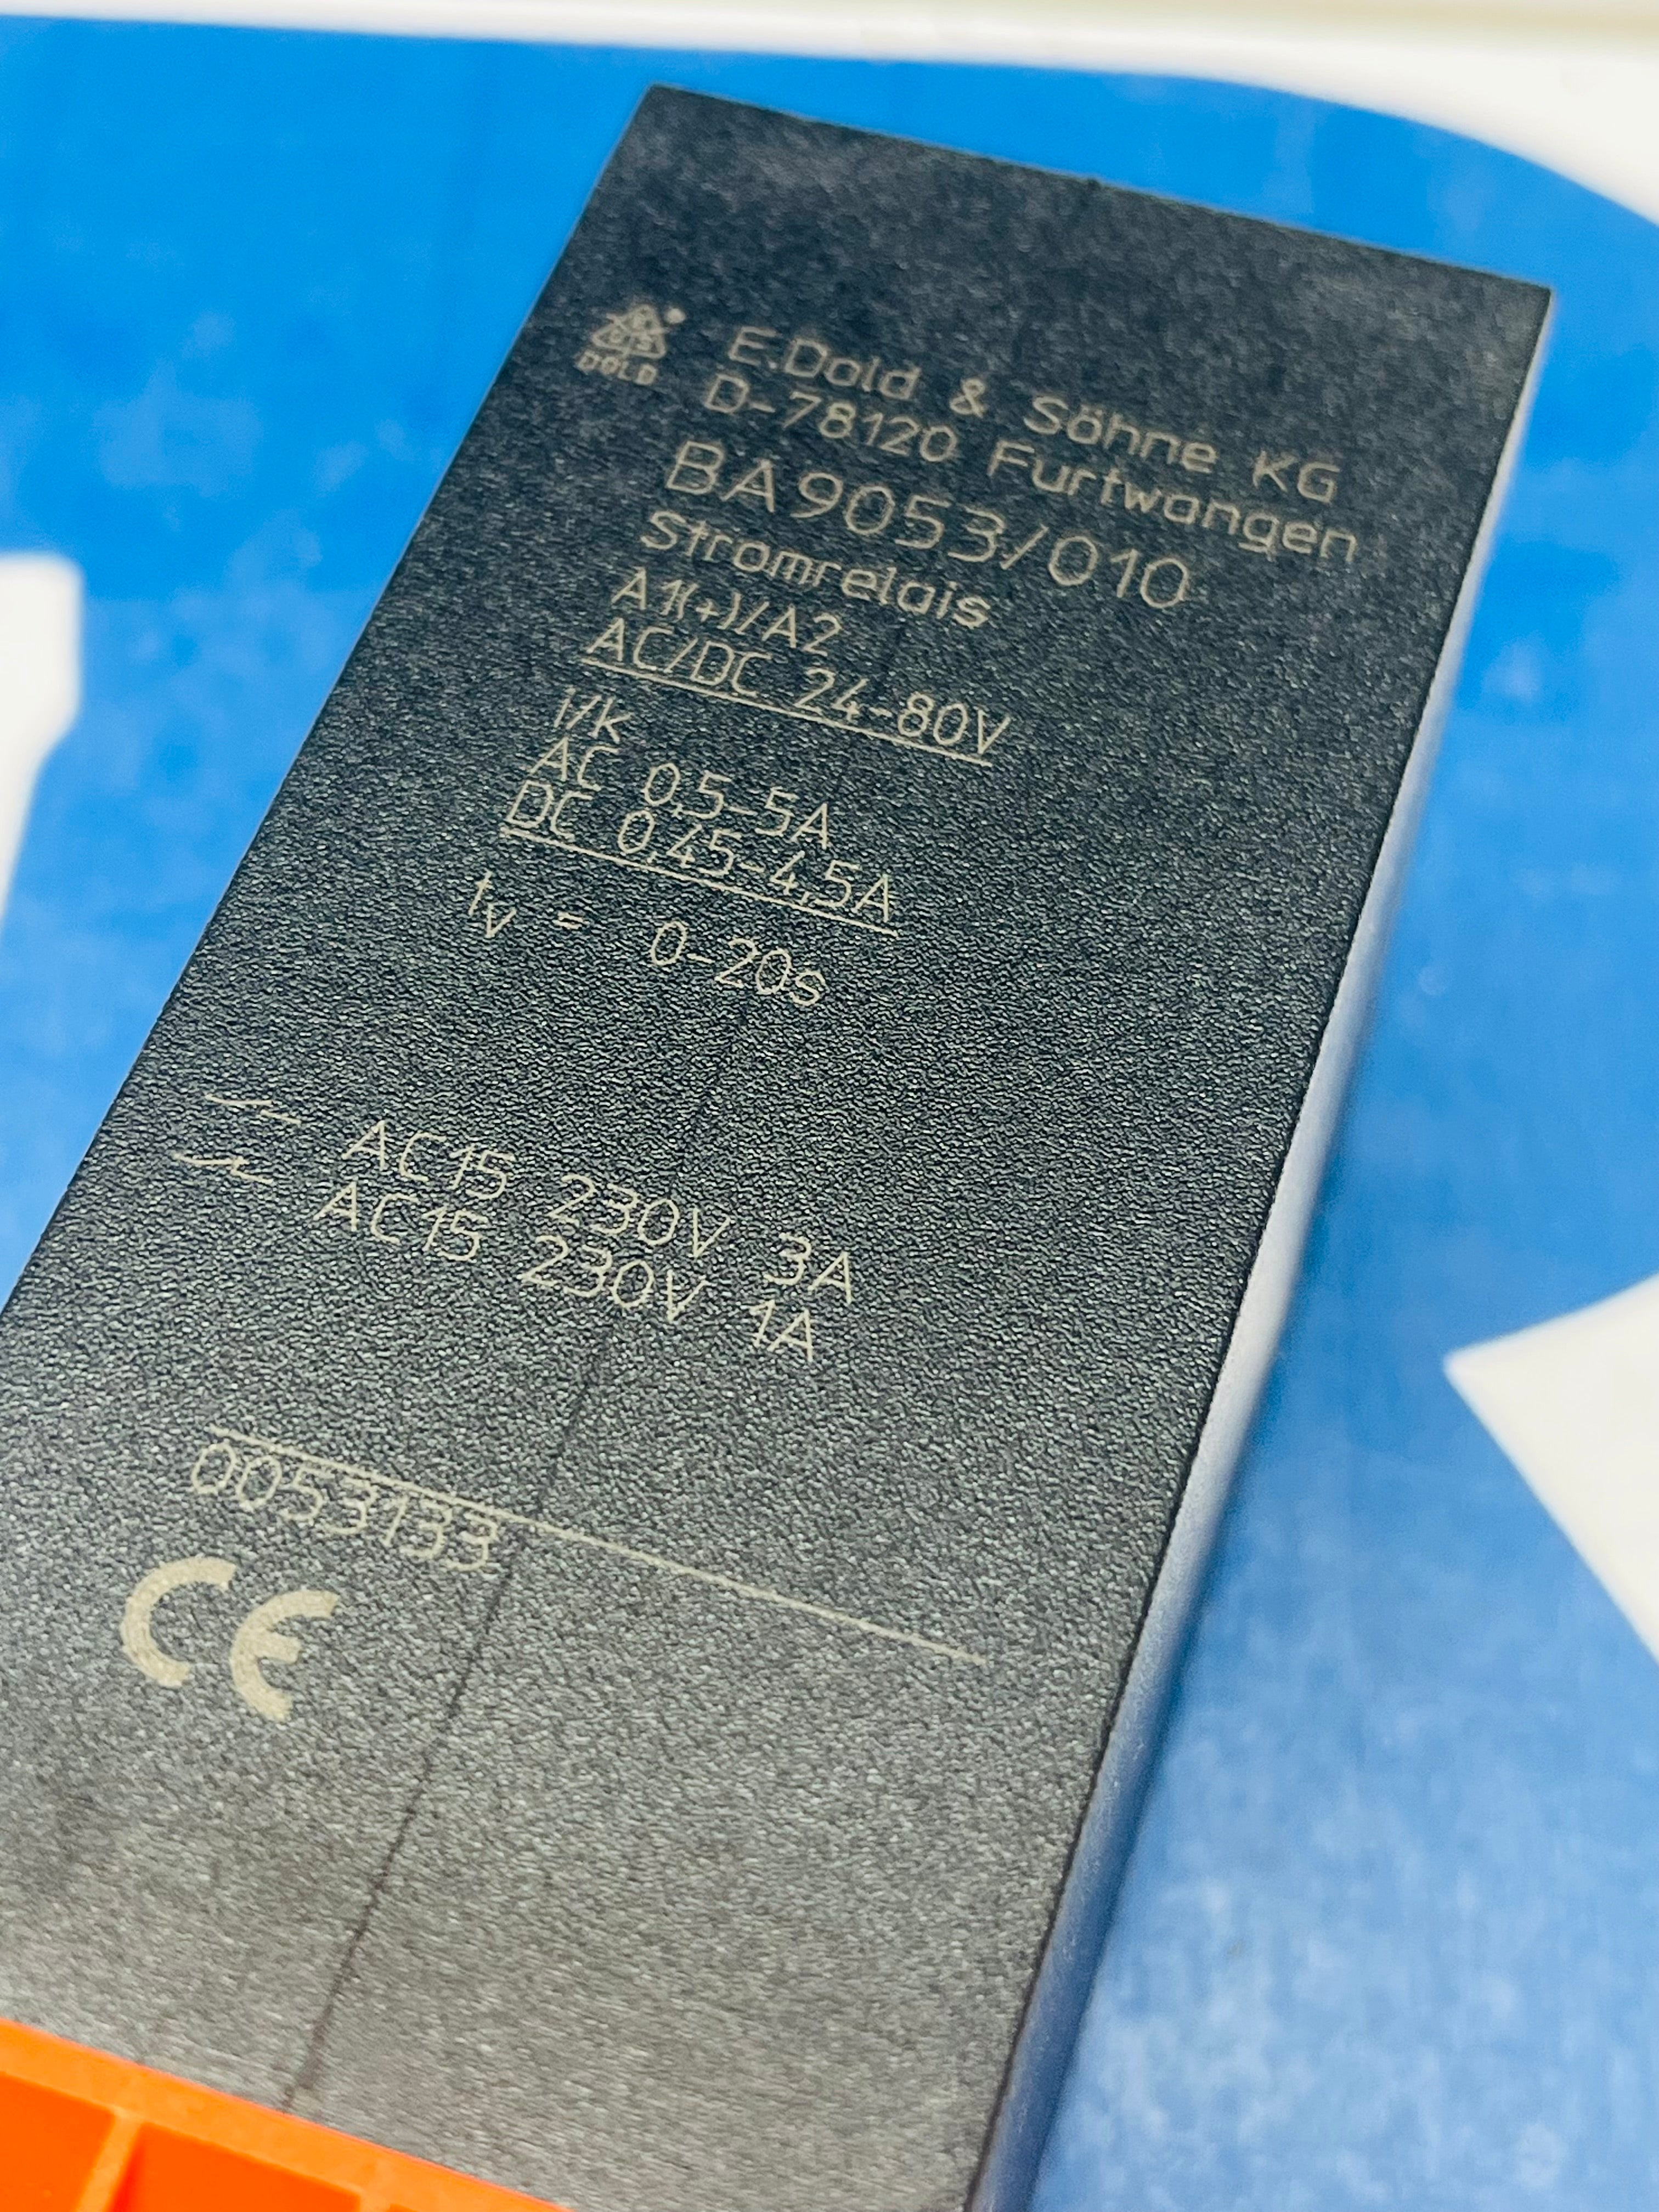 DOLD
E.Dold & Söhne KG
D-78120 Furtwangen
BA9053/010
Stromrelais
A1(+)/A2
AC/DC 24-80V
i/k
AC 0,5-5A
DC 0,45-4,5A
tv = 0-20s
AC15 230V 3A
AC15 230V 1A
0053133
CE